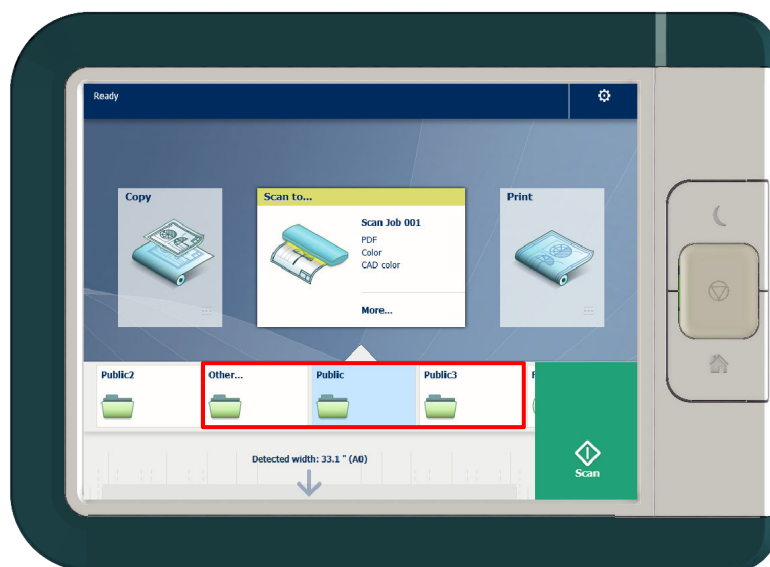 Ready
Copy
Scan to...
Print
Scan Job 001
PDF
Color
CAD color
More...
Public2
Other...
Public
Public3
Detected width: 33.1 " (A0)
Scan